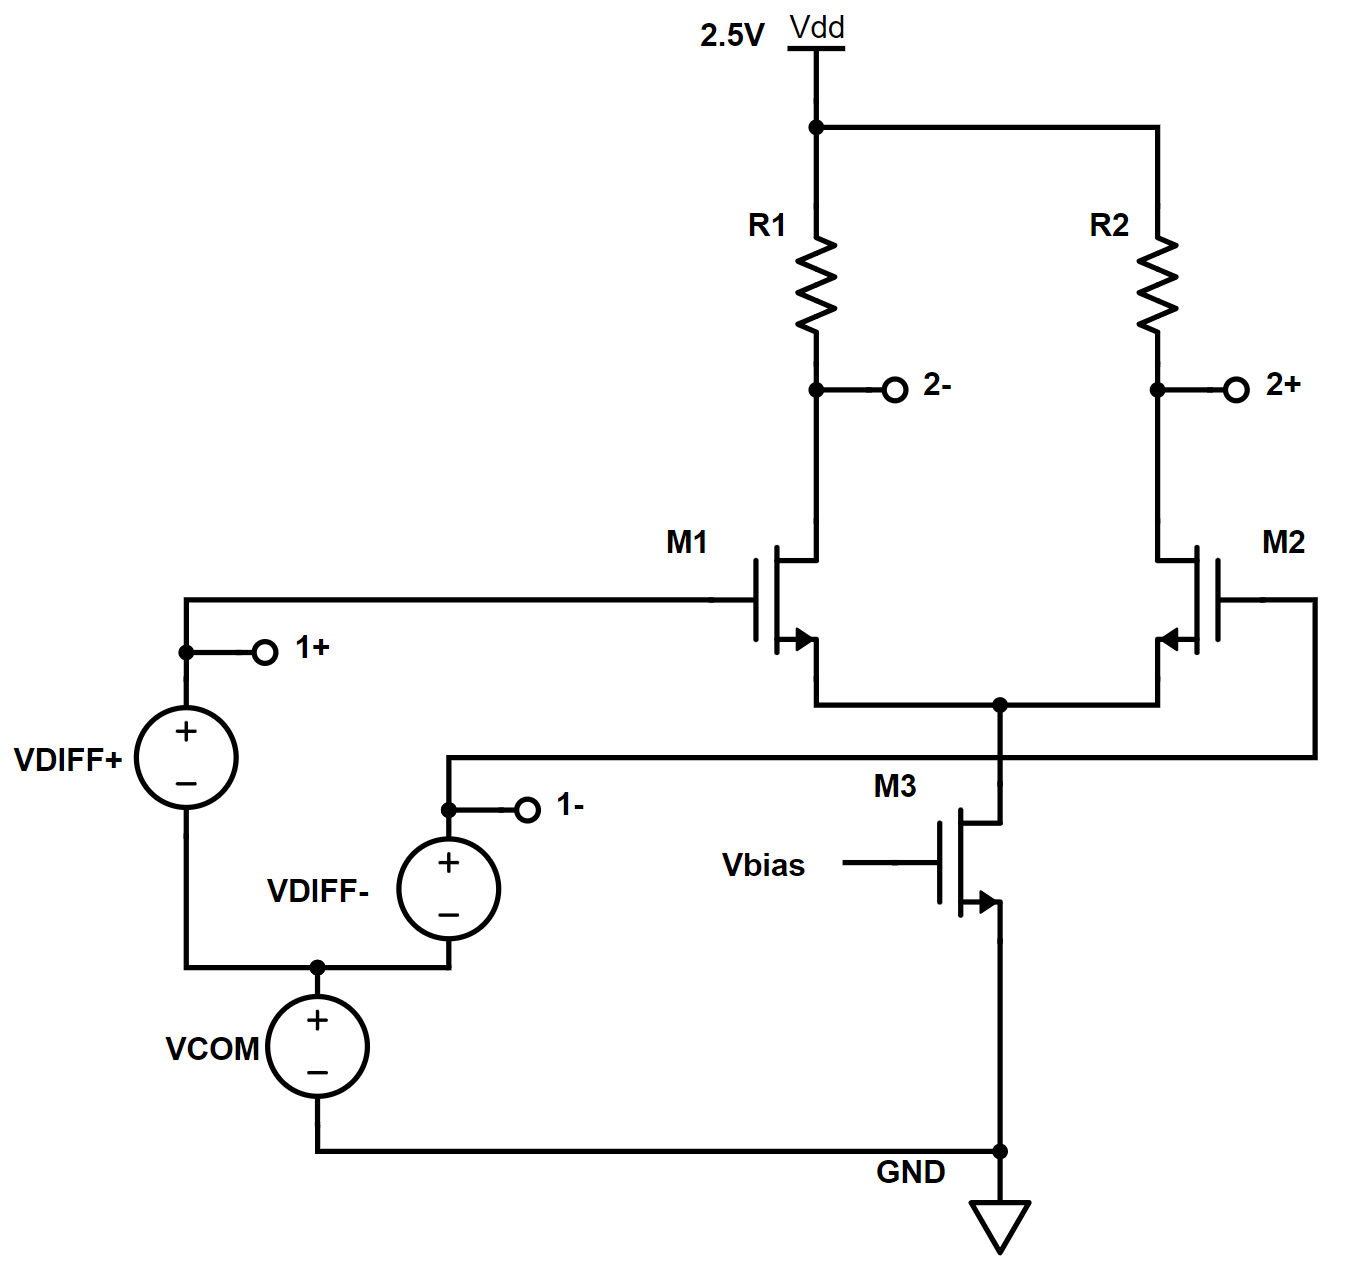 2.5V Vdd
R1
R2
2-
2+
M1
M2
1+
VDIFF+
M3
1-
Vbias
VDIFF-
VCOM
GND